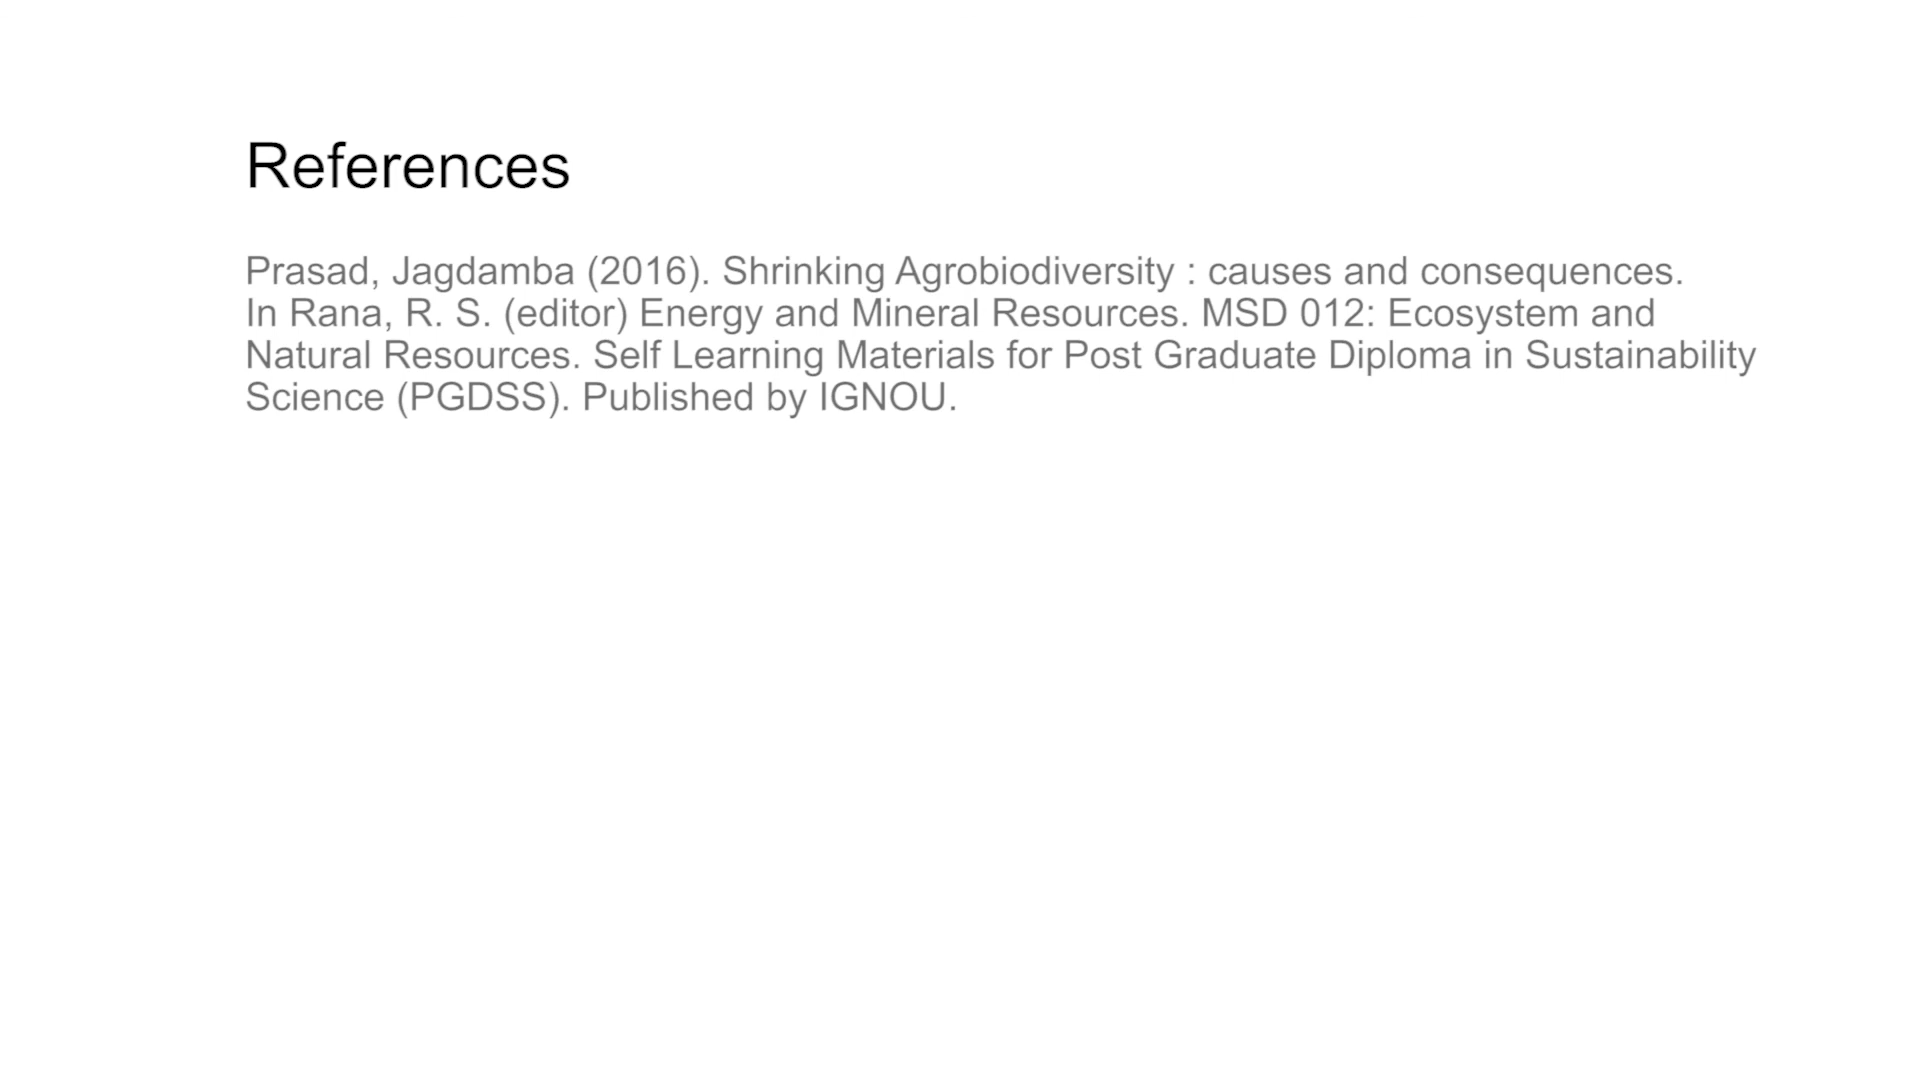 References
Prasad, Jagdamba (2016). Shrinking Agrobiodiversity : causes and consequences.
In Rana, R. S. (editor) Energy and Mineral Resources. MSD 012: Ecosystem and
Natural Resources. Self Learning Materials for Post Graduate Diploma in Sustainability
Science (PGDSS). Published by IGNOU.